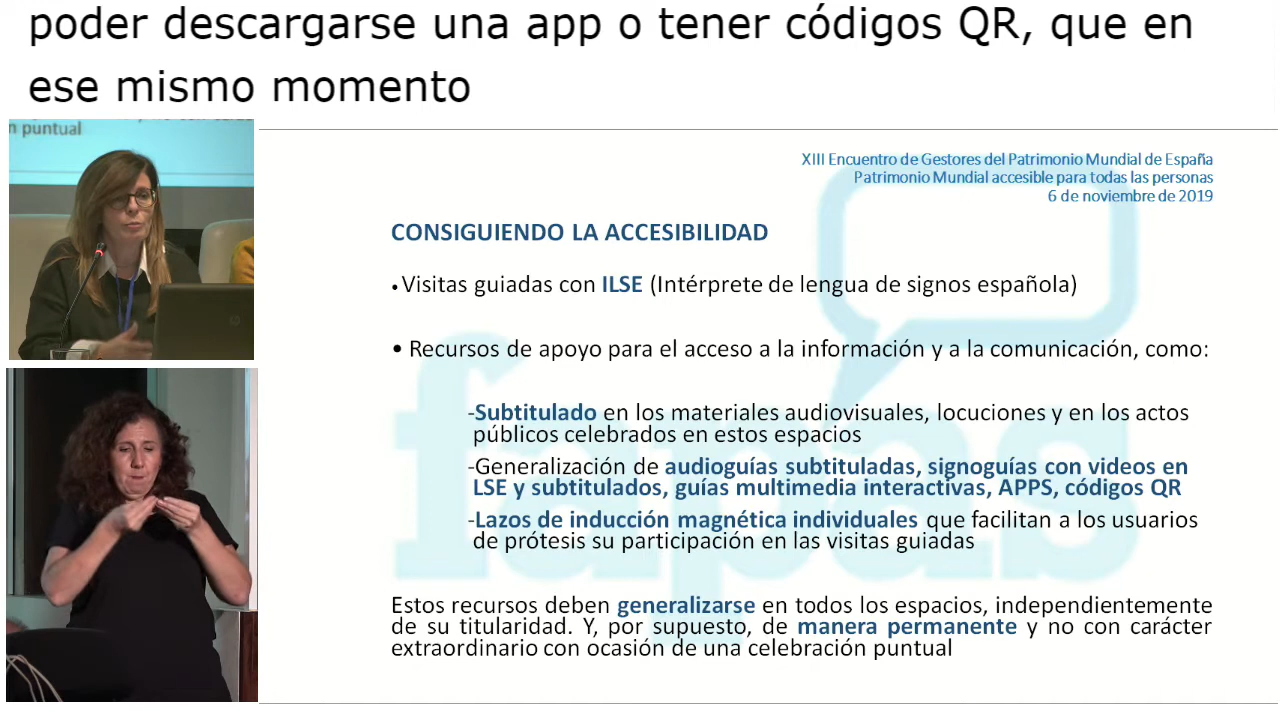 poder descargarse una app o tener códigos QR, que en
ese mismo momento
n puntual
XIII Encuentro de Gestores del Patrimonio Mundial de España
Patrimonio Mundial accesible para todas las personas
6 de noviembre de 2019
CONSIGUIENDO LA ACCESIBILIDAD
• Visitas guiadas con ILSE (Intérprete de lengua de signos española)
• Recursos de apoyo para el acceso a la información y a la comunicación, como:
-Subtitulado en los materiales audiovisuales, locuciones y en los actos
públicos celebrados en estos espacios
-Generalización de audioguías subtituladas, signoguías con videos en
LSE y subtitulados, guías multimedia interactivas, APPS, códigos QR
-Lazos de inducción magnética individuales que facilitan a los usuarios
de prótesis su participación en las visitas guiadas
Estos recursos deben generalizarse en todos los espacios, independientemente
de su titularidad. Y, por supuesto, de manera permanente y no con carácter
extraordinario con ocasión de una celebración puntual
fapas